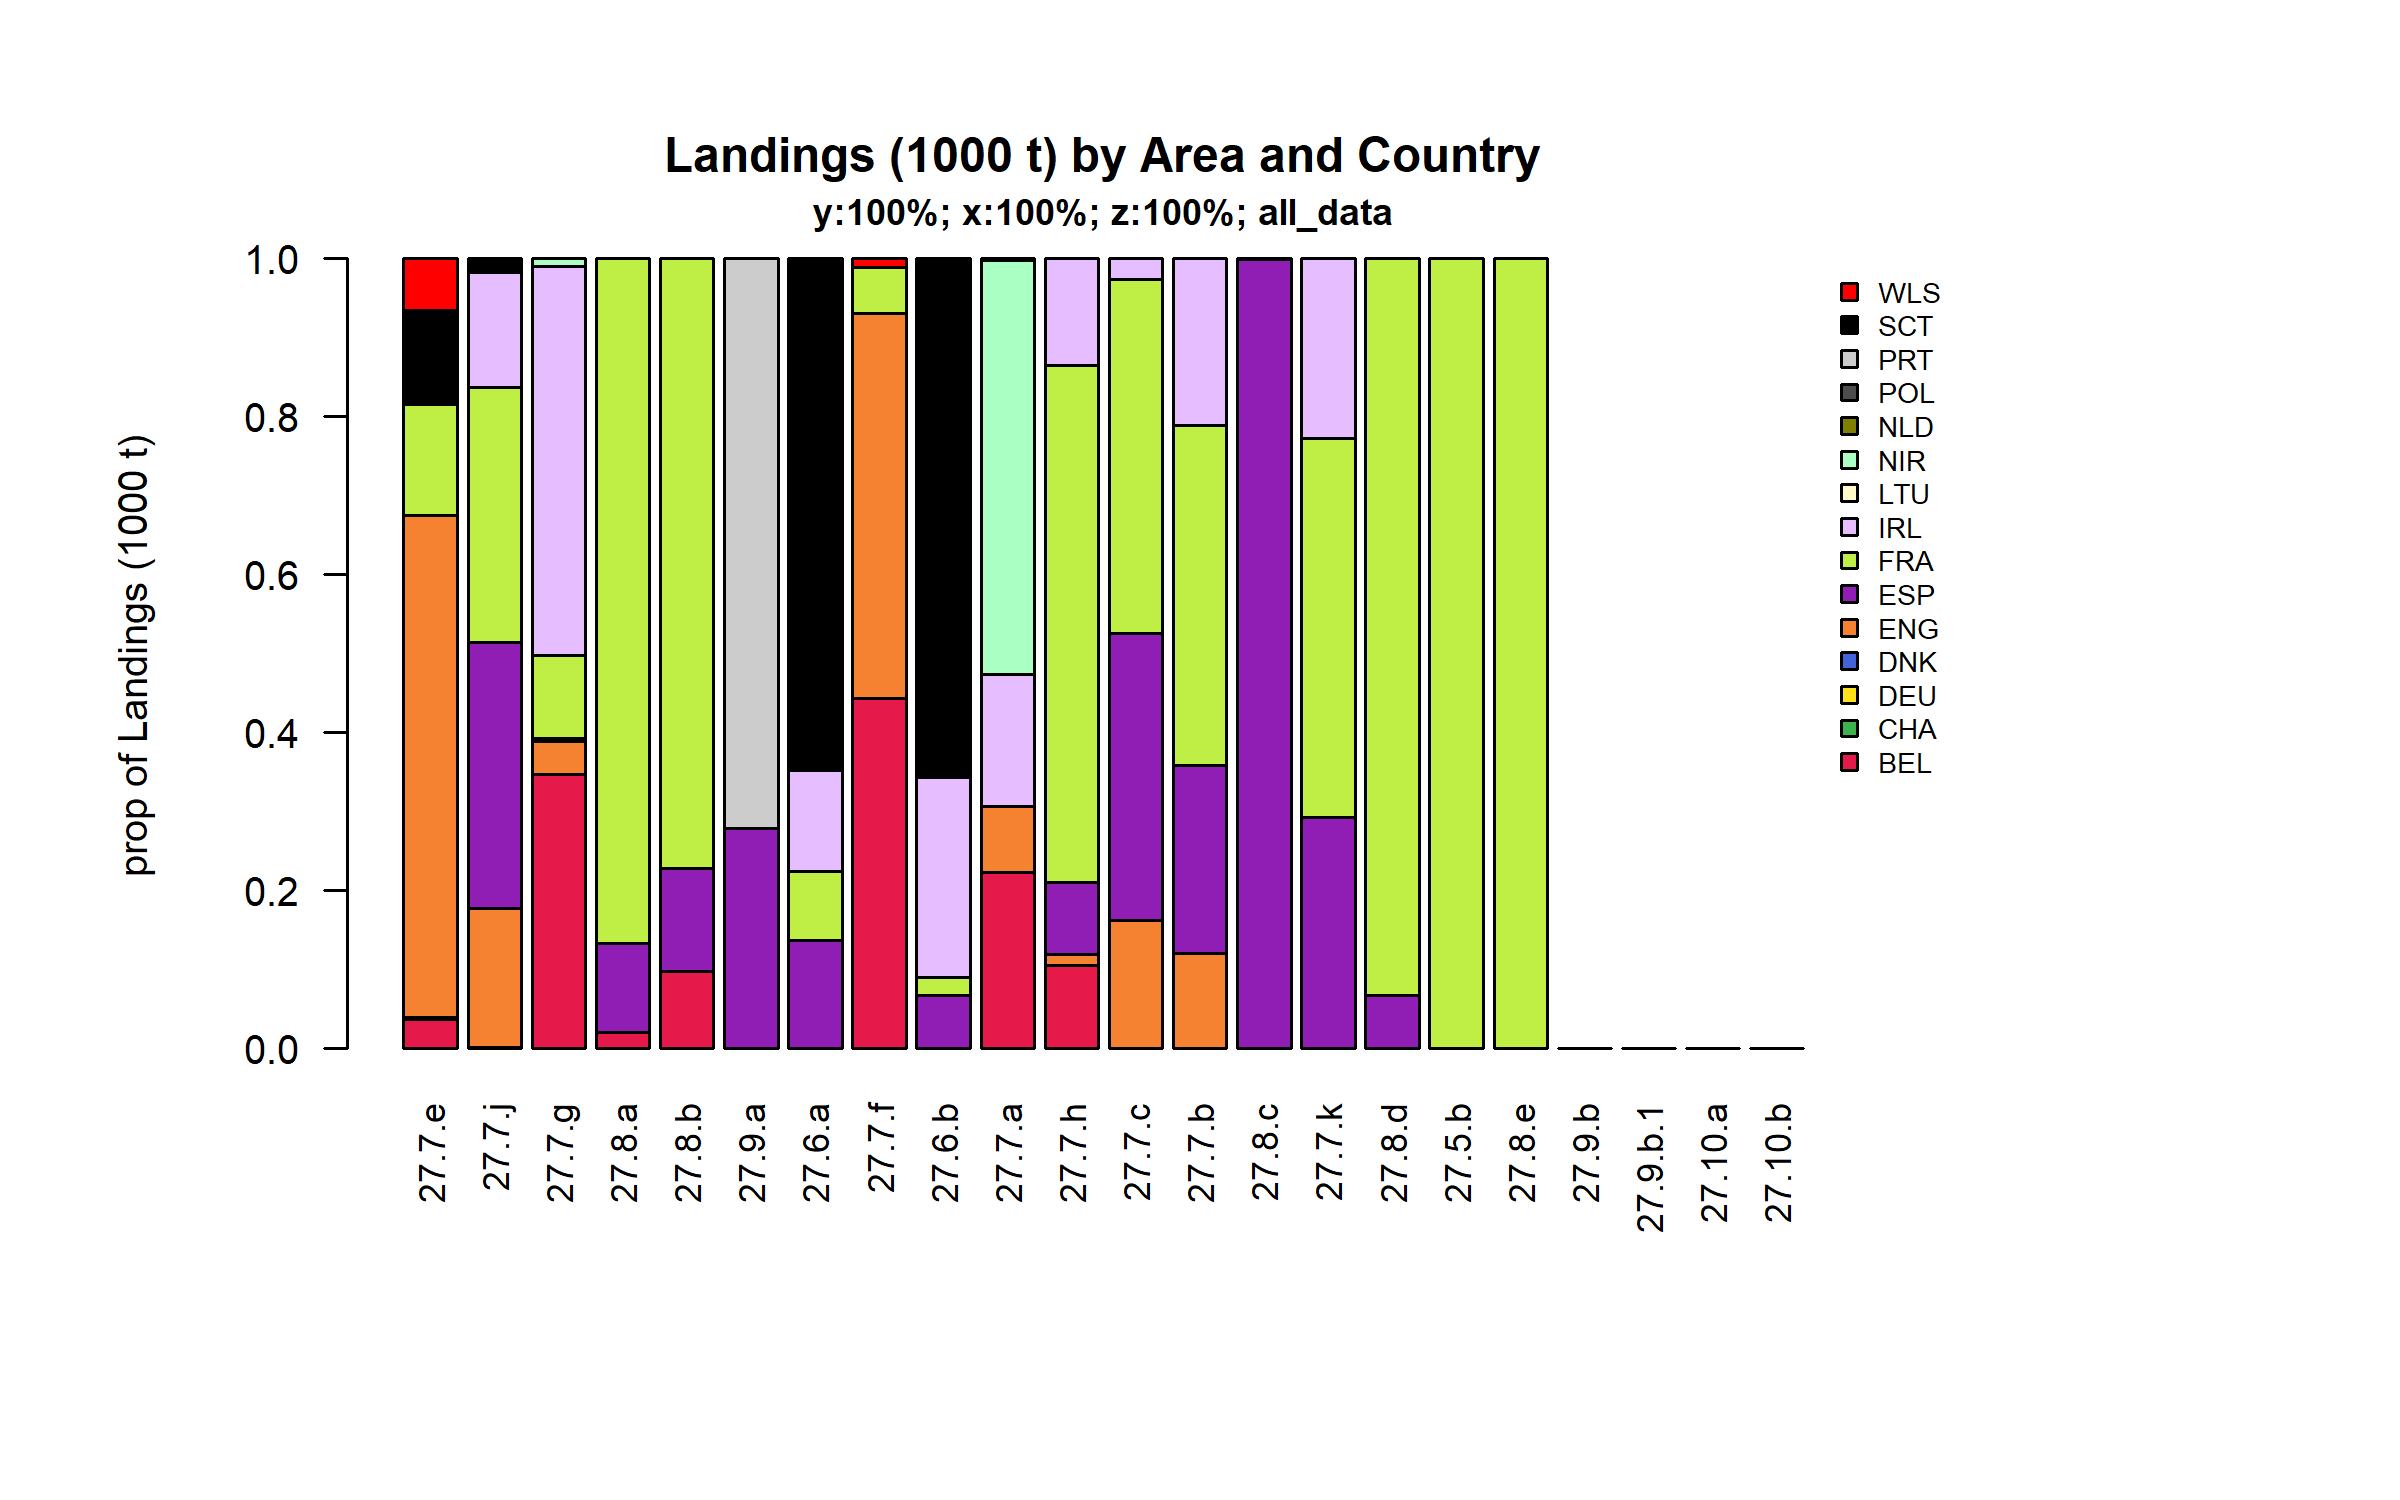 Landings (1000 t) by Area and Country
y:100%; x:100%; z:100%; all_data
prop of Landings (1000 t)
1.0
0.8
0.6
0.4
0.2
0.0
27.7.e
27.7.j
27.7.g
27.8.a
27.8.b
27.9.a
27.6.a
27.7.f
27.6.b
27.7.a
27.7.h
27.7.c
27.7.b
27.8.c
27.7.k
27.8.d
27.5.b
27.8.e
27.9.b
27.9.b.1
27.10.a
27.10.b
WLS
SCT
PRT
POL
NLD
NIR
LTU
IRL
FRA
ESP
ENG
DNK
DEU
CHA
BEL